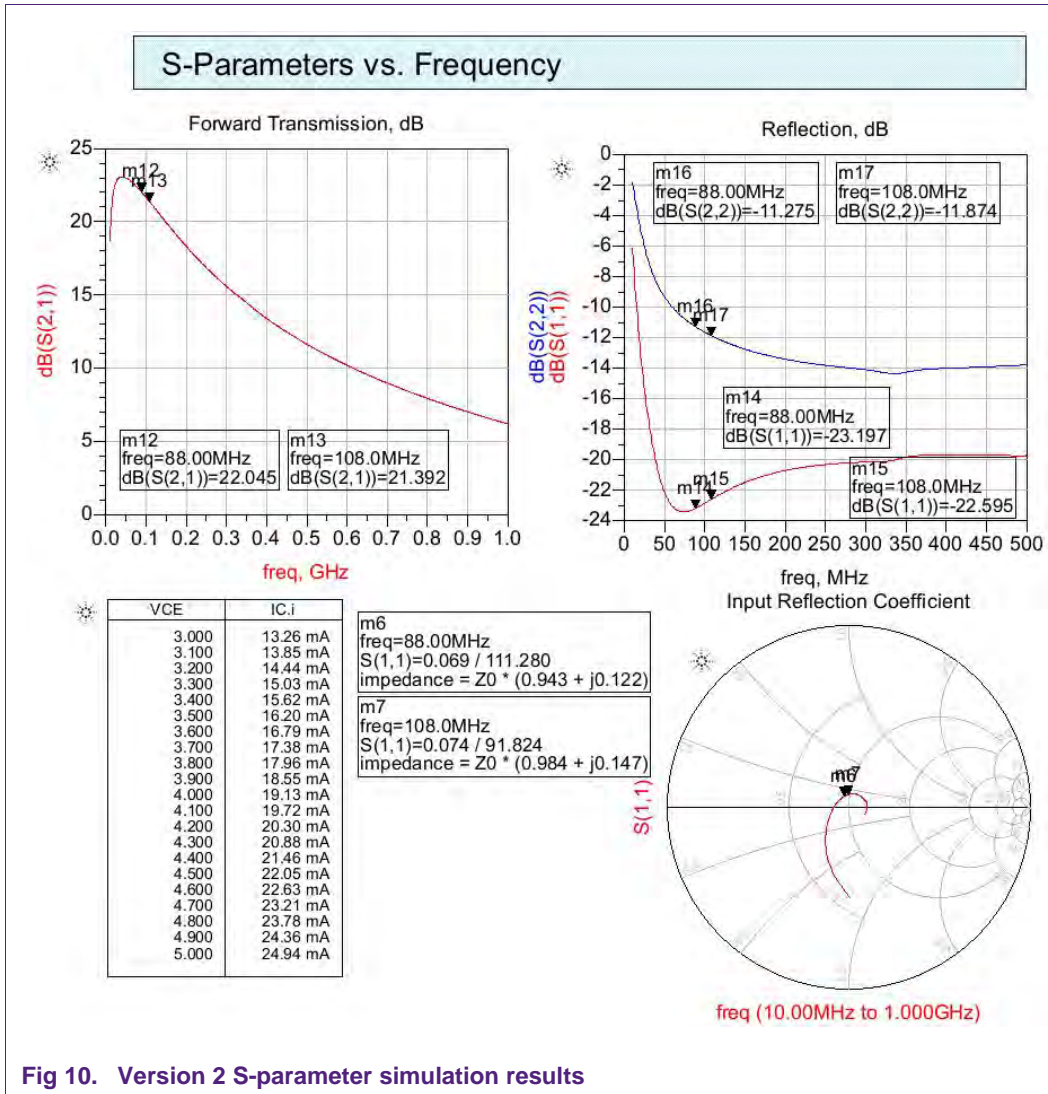 S-Parameters vs. Frequency
Forward Transmission, dB
25
20
15
10
5
0
dB(S(2,1))
m12
m13
m12
freq=88.00MHz
dB(S(2,1))=22.045
m13
freq=108.0MHz
dB(S(2,1))=21.392
0.0 0.1 0.2 0.3 0.4 0.5 0.6 0.7 0.8 0.9 1.0
freq, GHz
Reflection, dB
0
-2
-4
-6
-8
-10
-12
-14
-16
-18
-20
-22
-24
dB(S(2,2))
dB(S(1,1))
m16
freq=88.00MHz
dB(S(2,2))=-11.275
m17
freq=108.0MHz
dB(S(2,2))=-11.874
m16
m17
m14
freq=88.00MHz
dB(S(1,1))=-23.197
m14
m15
m15
freq=108.0MHz
dB(S(1,1))=-22.595
0 50 100 150 200 250 300 350 400 450 500
freq, MHz
VCE IC.i
3.000 13.26 mA
3.100 13.85 mA
3.200 14.44 mA
3.300 15.03 mA
3.400 15.62 mA
3.500 16.20 mA
3.600 16.79 mA
3.700 17.38 mA
3.800 17.96 mA
3.900 18.55 mA
4.000 19.13 mA
4.100 19.72 mA
4.200 20.30 mA
4.300 20.88 mA
4.400 21.46 mA
4.500 22.05 mA
4.600 22.63 mA
4.700 23.21 mA
4.800 23.78 mA
4.900 24.36 mA
5.000 24.94 mA
m6
freq=88.00MHz
S(1,1)=0.069 / 111.280
impedance = Z0 * (0.943 + j0.122)
m7
freq=108.0MHz
S(1,1)=0.074 / 91.824
impedance = Z0 * (0.984 + j0.147)
Input Reflection Coefficient
S(1,1)
m6
m7
freq (10.00MHz to 1.000GHz)
Fig 10. Version 2 S-parameter simulation results